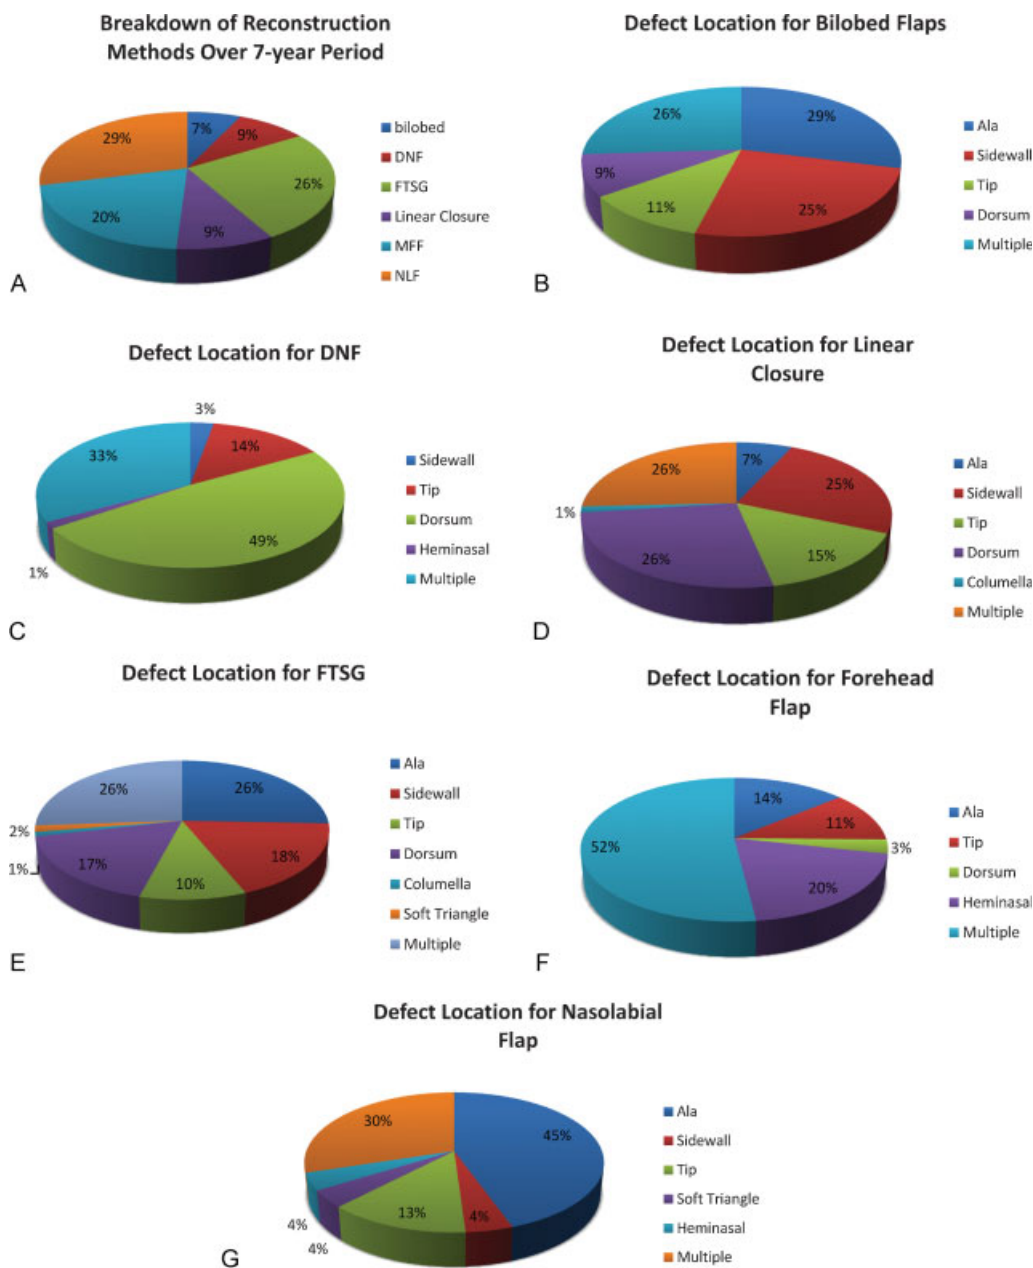 Breakdown of Reconstruction
Methods Over 7-year Period
7%
9%
26%
9%
20%
29%
bilobed
DNF
FTSG
Linear Closure
MFF
NLF
A
Defect Location for Bilobed Flaps
29%
25%
11%
9%
26%
Ala
Sidewall
Tip
Dorsum
Multiple
B
Defect Location for DNF
3%
14%
49%
1%
33%
Sidewall
Tip
Dorsum
Heminasal
Multiple
C
Defect Location for Linear
Closure
7%
25%
15%
26%
1%
26%
Ala
Sidewall
Tip
Dorsum
Columella
Multiple
D
Defect Location for FTSG
26%
18%
10%
17%
1%
2%
26%
Ala
Sidewall
Tip
Dorsum
Columella
Soft Triangle
Multiple
E
Defect Location for Forehead
Flap
14%
11%
3%
20%
52%
Ala
Tip
Dorsum
Heminasal
Multiple
F
Defect Location for Nasolabial
Flap
45%
4%
13%
4%
4%
30%
Ala
Sidewall
Tip
Soft Triangle
Heminasal
Multiple
G